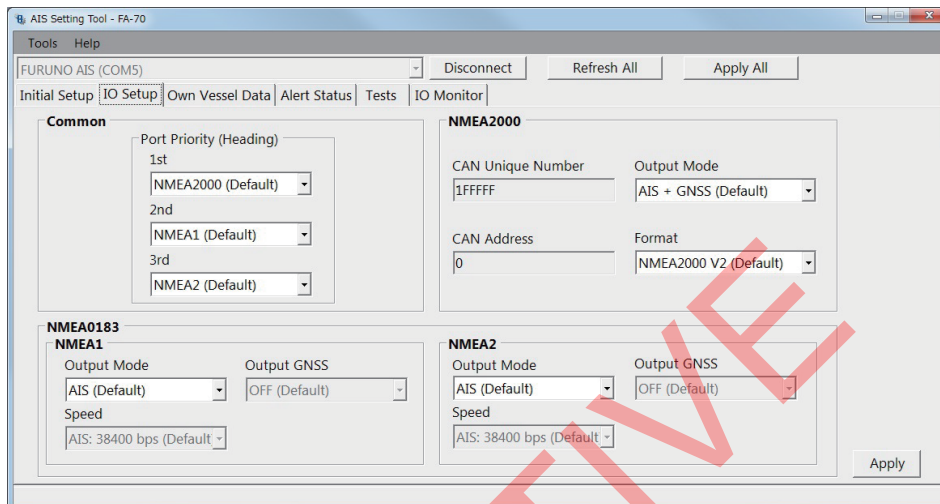 AIS Setting Tool - FA-70
Tools Help
FURUNO AIS (COM5) Disconnect Refresh All Apply All
Initial Setup IO Setup Own Vessel Data Alert Status Tests IO Monitor
Common
Port Priority (Heading)
1st
NMEA2000 (Default)
2nd
NMEA1 (Default)
3rd
NMEA2 (Default)
NMEA2000
CAN Unique Number Output Mode
1FFFFF AIS + GNSS (Default)
CAN Address Format
0 NMEA2000 V2 (Default)
NMEA0183
NMEA1
Output Mode Output GNSS
AIS (Default) OFF (Default)
Speed
AIS: 38400 bps (Default
NMEA2
Output Mode Output GNSS
AIS (Default) OFF (Default)
Speed
AIS: 38400 bps (Default
Apply
TIVE